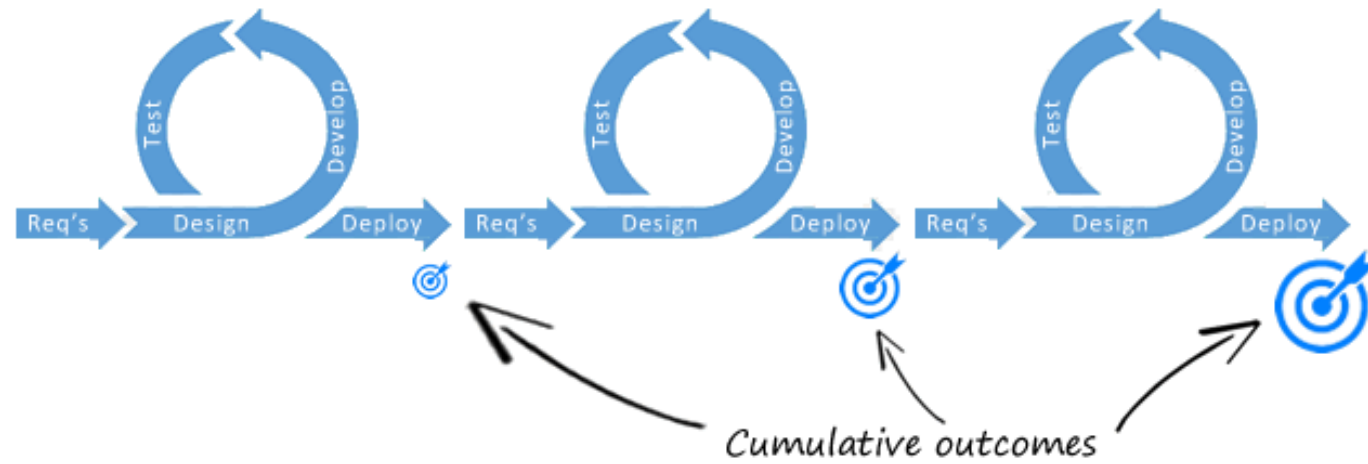 Test
Develop
Req's
Design
Deploy
Test
Develop
Req's
Design
Deploy
Test
Develop
Req's
Design
Deploy
Cumulative outcomes